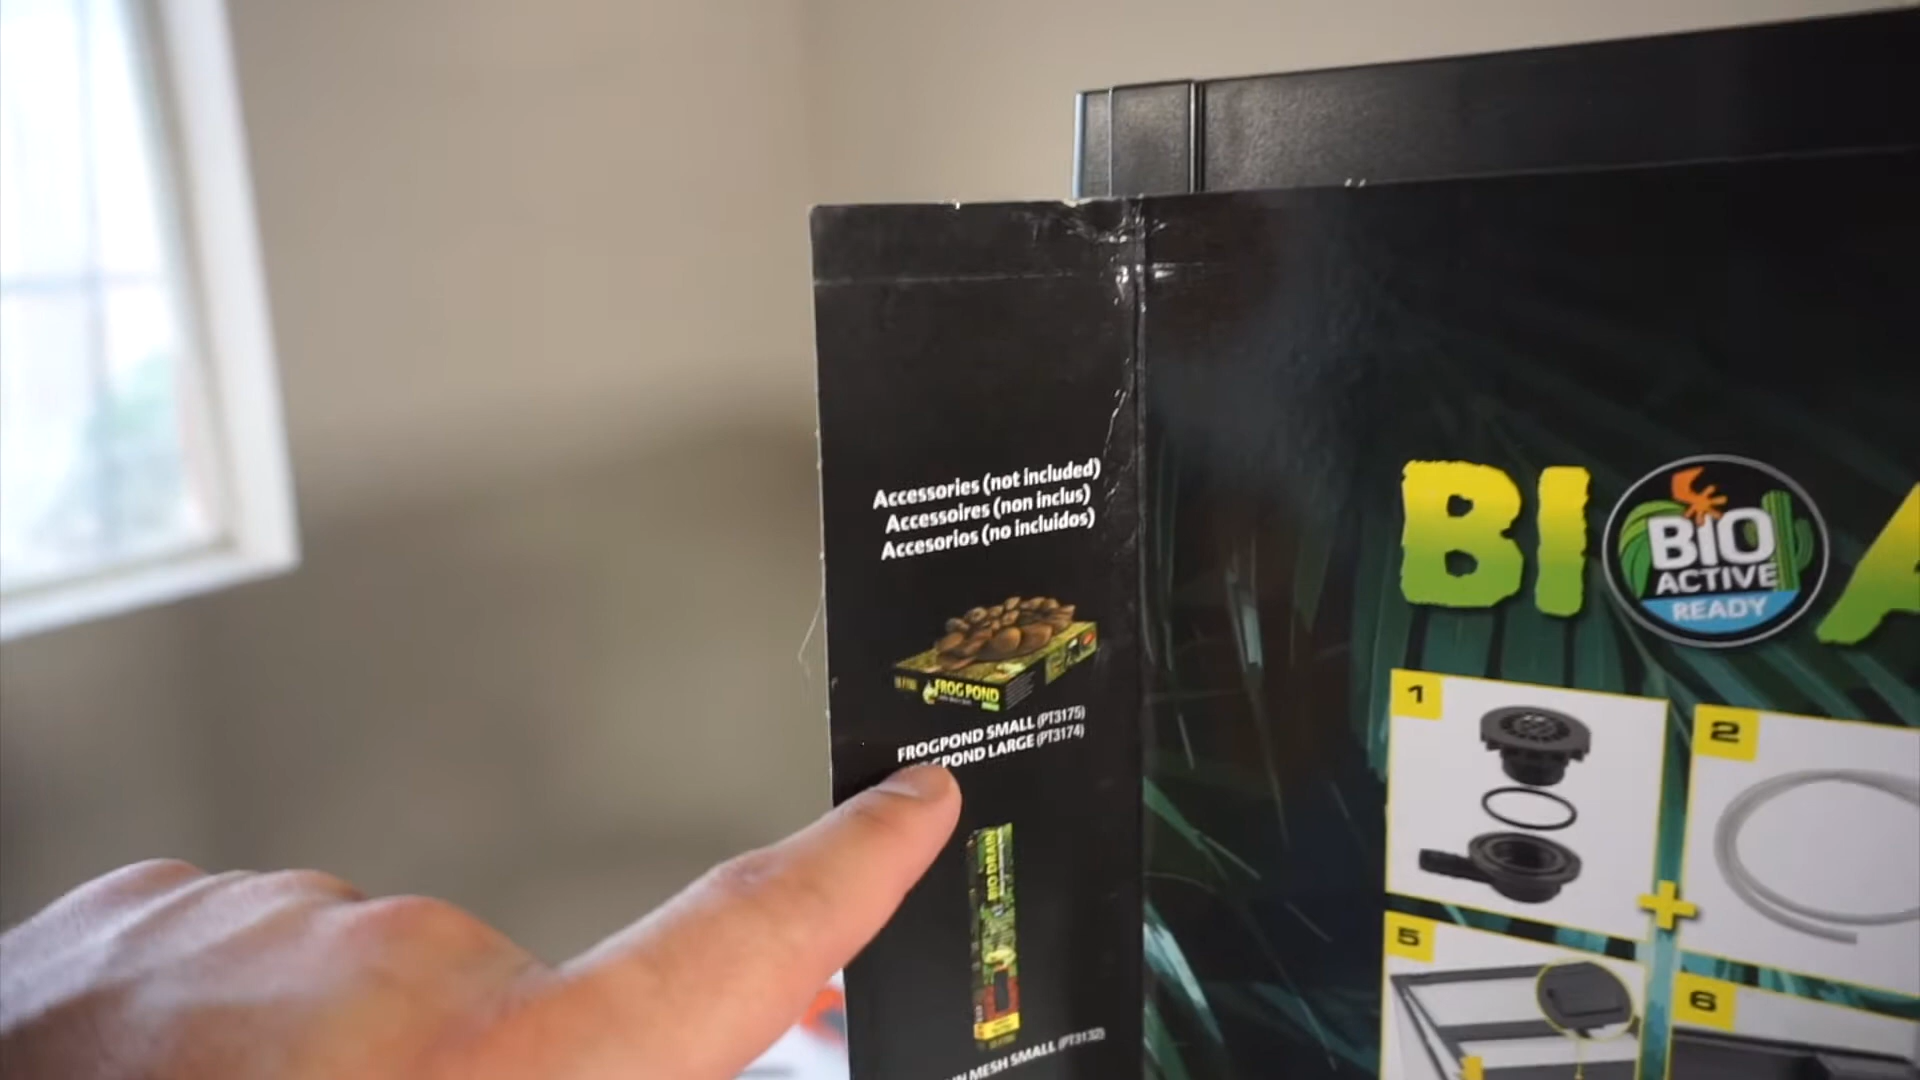 Accessories (not included)
Accessoires (non inclus)
Accesorios (no incluidos)
FROG POND
FROGPOND SMALL (PT3175)
LARGE (PT3174)
BIO DRAIN
MESH SMALL (PT3132)
BI
BIO
ACTIVE
READY
A
1
2
5
6